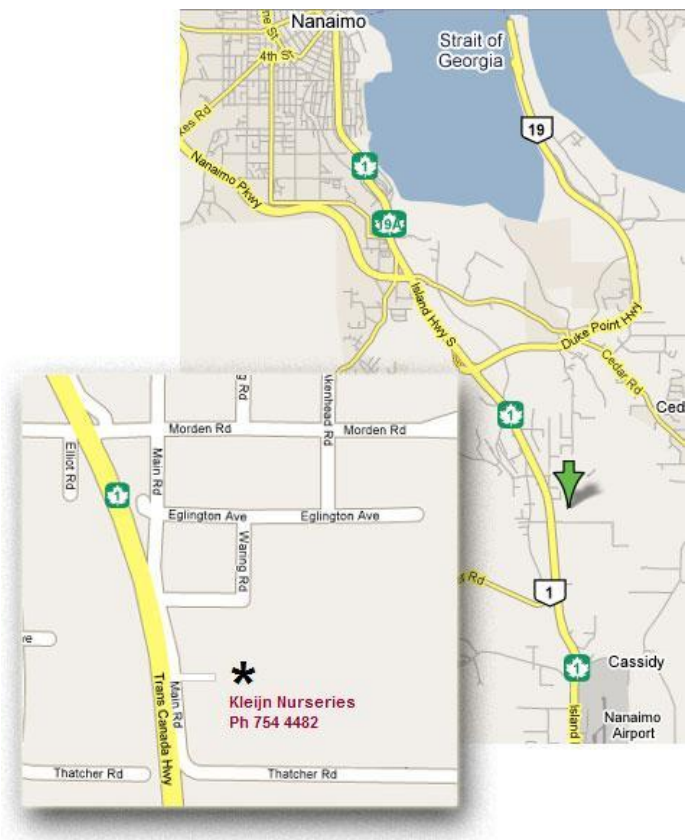 Nanaimo
Strait of
Georgia
4th St
19
1
Nanaimo Pkwy
19A
Island Hwy S
Duke Point Hwy
Cedar Rd
1
1
Cassidy
1
Nanaimo
Airport
Morden Rd
Morden Rd
Main Rd
Elliot Rd
1
Eglington Ave
Eglington Ave
Waring Rd
*
Kleijn Nurseries
Ph 754 4482
Main Rd
Trans Canada Hwy
Thatcher Rd
Thatcher Rd